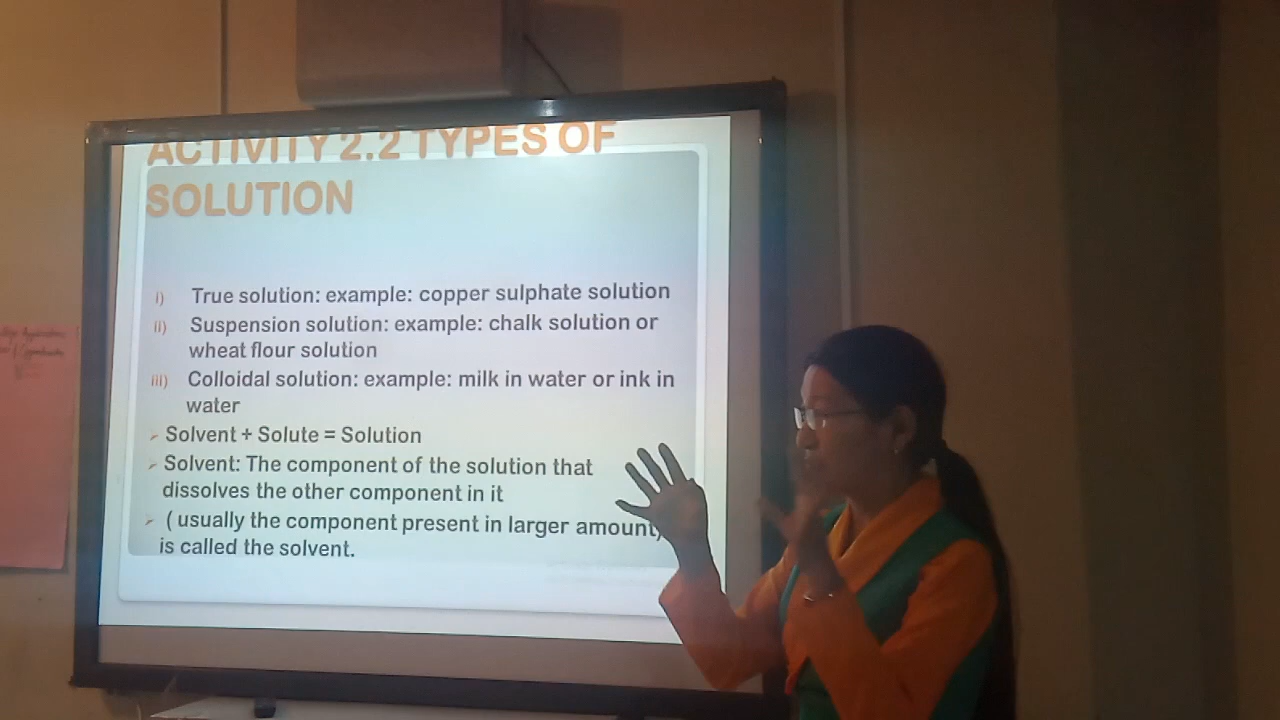 ACTIVITY 2.2 TYPES OF
SOLUTION
i) True solution: example: copper sulphate solution
ii) Suspension solution: example: chalk solution or
wheat flour solution
iii) Colloidal solution: example: milk in water or ink in
water
➢ Solvent + Solute = Solution
➢ Solvent: The component of the solution that
dissolves the other component in it
➢ ( usually the component present in larger amount)
is called the solvent.